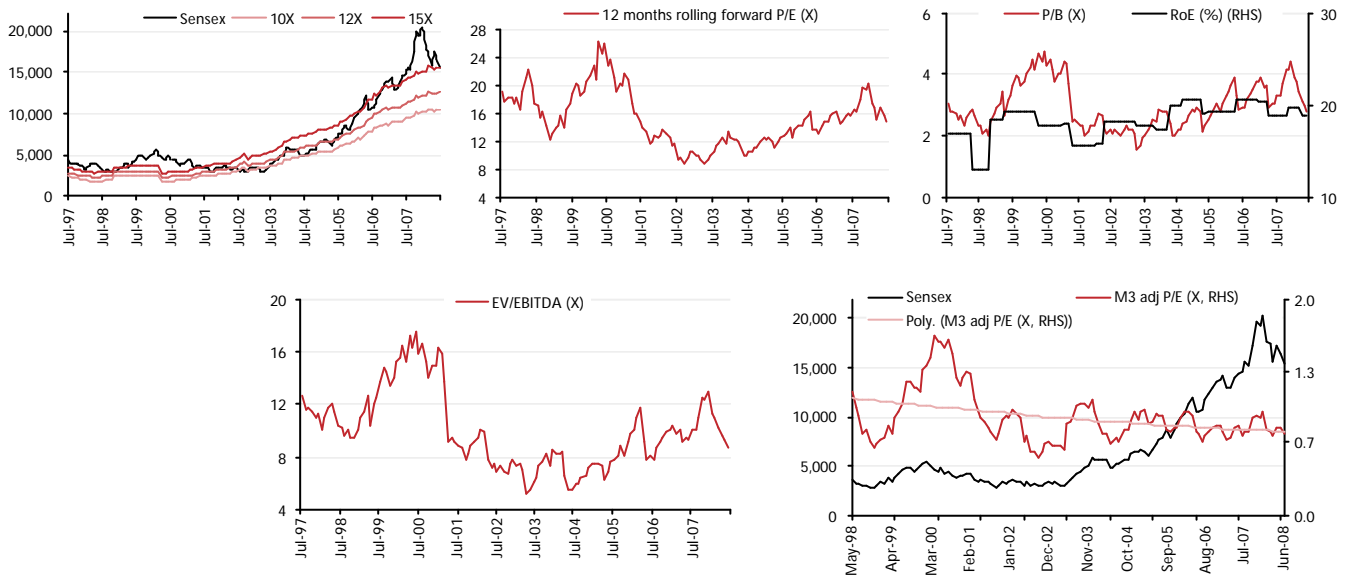 Sensex 10X 12X 15X
20,000
15,000
10,000
5,000
0
Jul-97 Jul-98 Jul-99 Jul-00 Jul-01 Jul-02 Jul-03 Jul-04 Jul-05 Jul-06 Jul-07
12 months rolling forward P/E (X)
28
24
20
16
12
8
4
Jul-97 Jul-98 Jul-99 Jul-00 Jul-01 Jul-02 Jul-03 Jul-04 Jul-05 Jul-06 Jul-07
P/B (X) RoE (%) (RHS)
6 30
4
20
2
0 10
Jul-97 Jul-98 Jul-99 Jul-00 Jul-01 Jul-02 Jul-03 Jul-04 Jul-05 Jul-06 Jul-07
EV/EBITDA (X)
20
16
12
8
4
Jul-97 Jul-98 Jul-99 Jul-00 Jul-01 Jul-02 Jul-03 Jul-04 Jul-05 Jul-06 Jul-07
Sensex M3 adj P/E (X, RHS)
Poly. (M3 adj P/E (X, RHS))
2.0
20,000
15,000 1.3
10,000
0.7
5,000
0 0.0
May-98 Apr-99 Mar-00 Feb-01 Jan-02 Dec-02 Nov-03 Oct-04 Sep-05 Aug-06 Jul-07 Jun-08